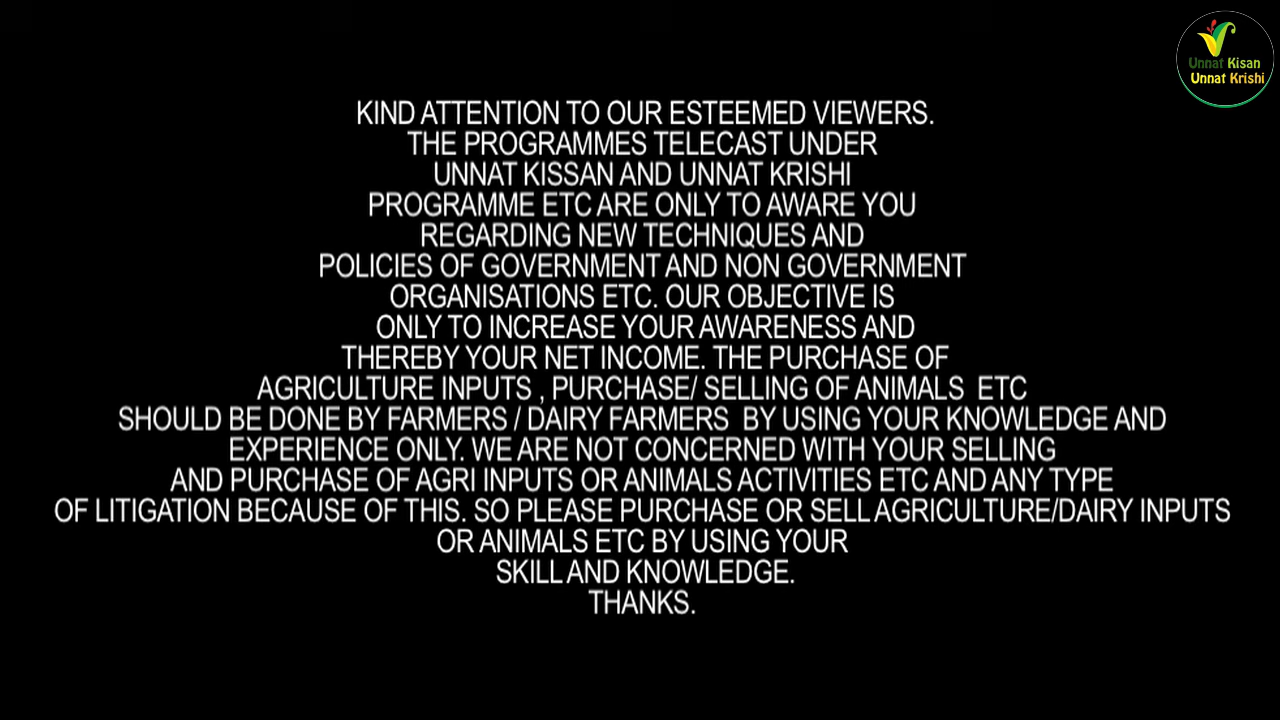 Unnat Kisan
Unnat Krishi
KIND ATTENTION TO OUR ESTEEMED VIEWERS.
THE PROGRAMMES TELECAST UNDER
UNNAT KISSAN AND UNNAT KRISHI
PROGRAMME ETC ARE ONLY TO AWARE YOU
REGARDING NEW TECHNIQUES AND
POLICIES OF GOVERNMENT AND NON GOVERNMENT
ORGANISATIONS ETC. OUR OBJECTIVE IS
ONLY TO INCREASE YOUR AWARENESS AND
THEREBY YOUR NET INCOME. THE PURCHASE OF
AGRICULTURE INPUTS , PURCHASE/ SELLING OF ANIMALS ETC
SHOULD BE DONE BY FARMERS / DAIRY FARMERS BY USING YOUR KNOWLEDGE AND
EXPERIENCE ONLY. WE ARE NOT CONCERNED WITH YOUR SELLING
AND PURCHASE OF AGRI INPUTS OR ANIMALS ACTIVITIES ETC AND ANY TYPE
OF LITIGATION BECAUSE OF THIS. SO PLEASE PURCHASE OR SELL AGRICULTURE/DAIRY INPUTS
OR ANIMALS ETC BY USING YOUR
SKILL AND KNOWLEDGE.
THANKS.